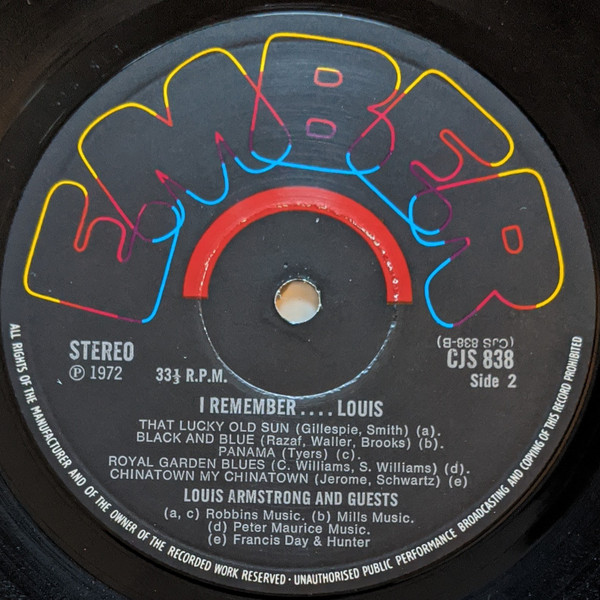 EMBER
STEREO
Ⓟ 1972
33⅓ R.P.M.
(CJS 838-B)
CJS 838
Side 2
I REMEMBER.... LOUIS
THAT LUCKY OLD SUN (Gillespie, Smith) (a).
BLACK AND BLUE (Razaf, Waller, Brooks) (b).
PANAMA (Tyers) (c).
ROYAL GARDEN BLUES (C. Williams, S. Williams) (d).
CHINATOWN MY CHINATOWN (Jerome, Schwartz) (e)
LOUIS ARMSTRONG AND GUESTS
(a, c) Robbins Music. (b) Mills Music.
(d) Peter Maurice Music.
(e) Francis Day & Hunter
ALL RIGHTS OF THE MANUFACTURER AND OF THE OWNER OF THE RECORDED WORK RESERVED · UNAUTHORISED PUBLIC PERFORMANCE BROADCASTING AND COPYING OF THIS RECORD PROHIBITED